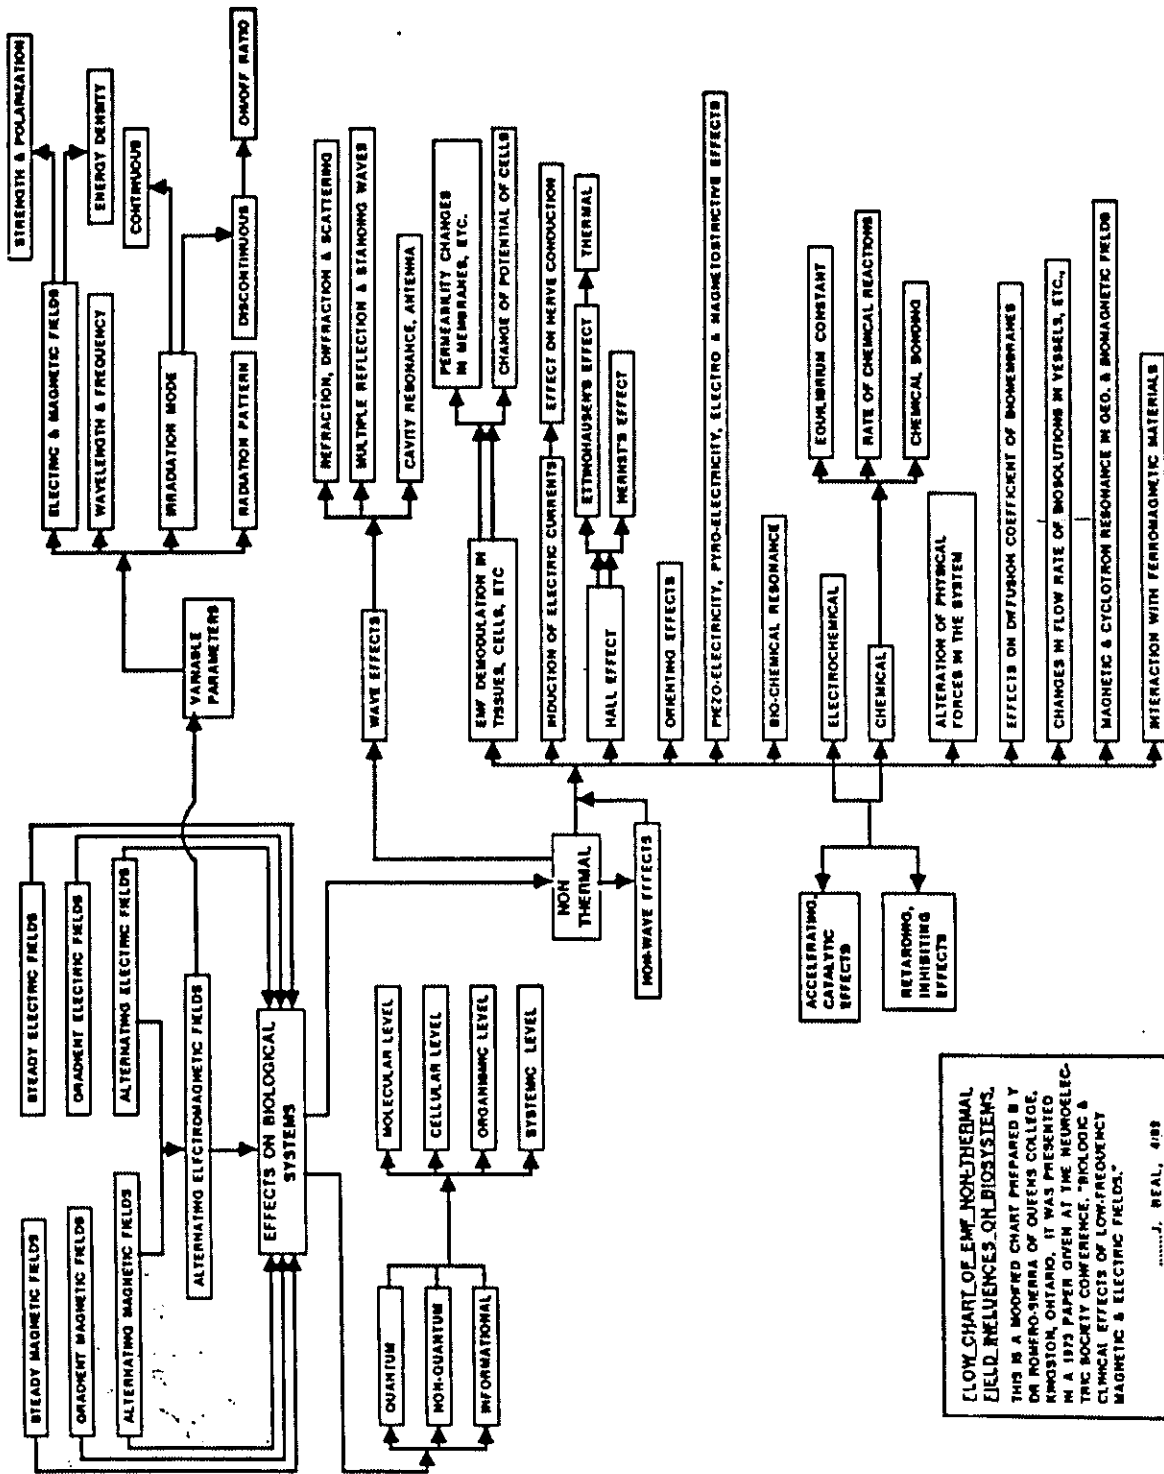 STEADY MAGNETIC FIELDS
GRADIENT MAGNETIC FIELDS
ALTERNATING MAGNETIC FIELDS
STEADY ELECTRIC FIELDS
GRADIENT ELECTRIC FIELDS
ALTERNATING ELECTRIC FIELDS
ALTERNATING ELECTROMAGNETIC FIELDS
EFFECTS ON BIOLOGICAL
SYSTEMS
VARIABLE
PARAMETERS
ELECTRIC & MAGNETIC FIELDS
STRENGTH & POLARIZATION
ENERGY DENSITY
WAVELENGTH & FREQUENCY
IRRADIATION MODE
CONTINUOUS
DISCONTINUOUS
ON/OFF RATIO
RADIATION PATTERN
QUANTUM
NON-QUANTUM
INFORMATIONAL
MOLECULAR LEVEL
CELLULAR LEVEL
ORGANISMIC LEVEL
SYSTEMIC LEVEL
NON
THERMAL
WAVE EFFECTS
REFRACTION, DIFFRACTION & SCATTERING
MULTIPLE REFLECTION & STANDING WAVES
CAVITY RESONANCE, ANTENNA
NON-WAVE EFFECTS
EMF DEMODULATION IN
TISSUES, CELLS, ETC
PERMEABILITY CHANGES
IN MEMBRANES, ETC.
CHANGE OF POTENTIAL OF CELLS
INDUCTION OF ELECTRIC CURRENTS
EFFECT ON NERVE CONDUCTION
HALL EFFECT
ETTINGHAUSEN'S EFFECT
THERMAL
NERNST'S EFFECT
ORIENTING EFFECTS
PIEZO-ELECTRICITY, PYRO-ELECTRICITY, ELECTRO & MAGNETOSTRICTIVE EFFECTS
BIO-CHEMICAL RESONANCE
ELECTROCHEMICAL
CHEMICAL
EQUILIBRIUM CONSTANT
RATE OF CHEMICAL REACTIONS
CHEMICAL BONDING
ACCELERATING,
CATALYTIC
EFFECTS
RETARDING,
INHIBITING
EFFECTS
ALTERATION OF PHYSICAL
FORCES IN THE SYSTEM
EFFECTS ON DIFFUSION COEFFICIENT OF BIOMEMBRANES
CHANGES IN FLOW RATE OF BIOSOLUTIONS IN VESSELS, ETC.,
MAGNETIC & CYCLOTRON RESONANCE IN GEO. & BIOMAGNETIC FIELDS
INTERACTION WITH FERROMAGNETIC MATERIALS
FLOW CHART OF EMF NON-THERMAL
FIELD INFLUENCES ON BIOSYSTEMS.
THIS IS A MODIFIED CHART PREPARED BY
DR ROMERO-SIERRA OF QUEENS COLLEGE,
KINGSTON, ONTARIO. IT WAS PRESENTED
IN A 1973 PAPER GIVEN AT THE NEUROELEC-
TRIC SOCIETY CONFERENCE, "BIOLOGIC &
CLINICAL EFFECTS OF LOW-FREQUENCY
MAGNETIC & ELECTRIC FIELDS."
.......J. NEAL,